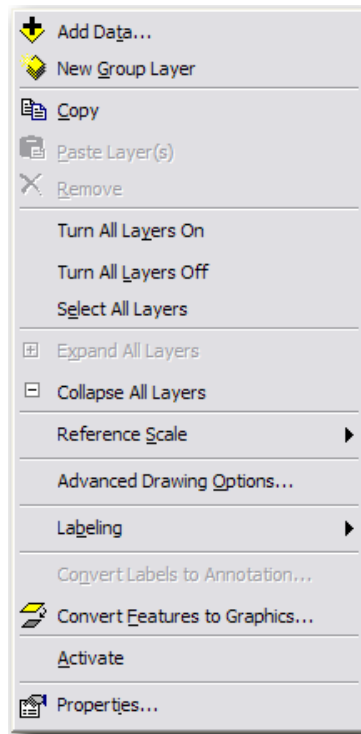 Add Data...
New Group Layer
Copy
Paste Layer(s)
Remove
Turn All Layers On
Turn All Layers Off
Select All Layers
Expand All Layers
Collapse All Layers
Reference Scale
Advanced Drawing Options...
Labeling
Convert Labels to Annotation...
Convert Features to Graphics...
Activate
Properties...